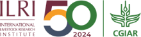 ILRI
INTERNATIONAL
LIVESTOCK RESEARCH
INSTITUTE
50
2024
CGIAR